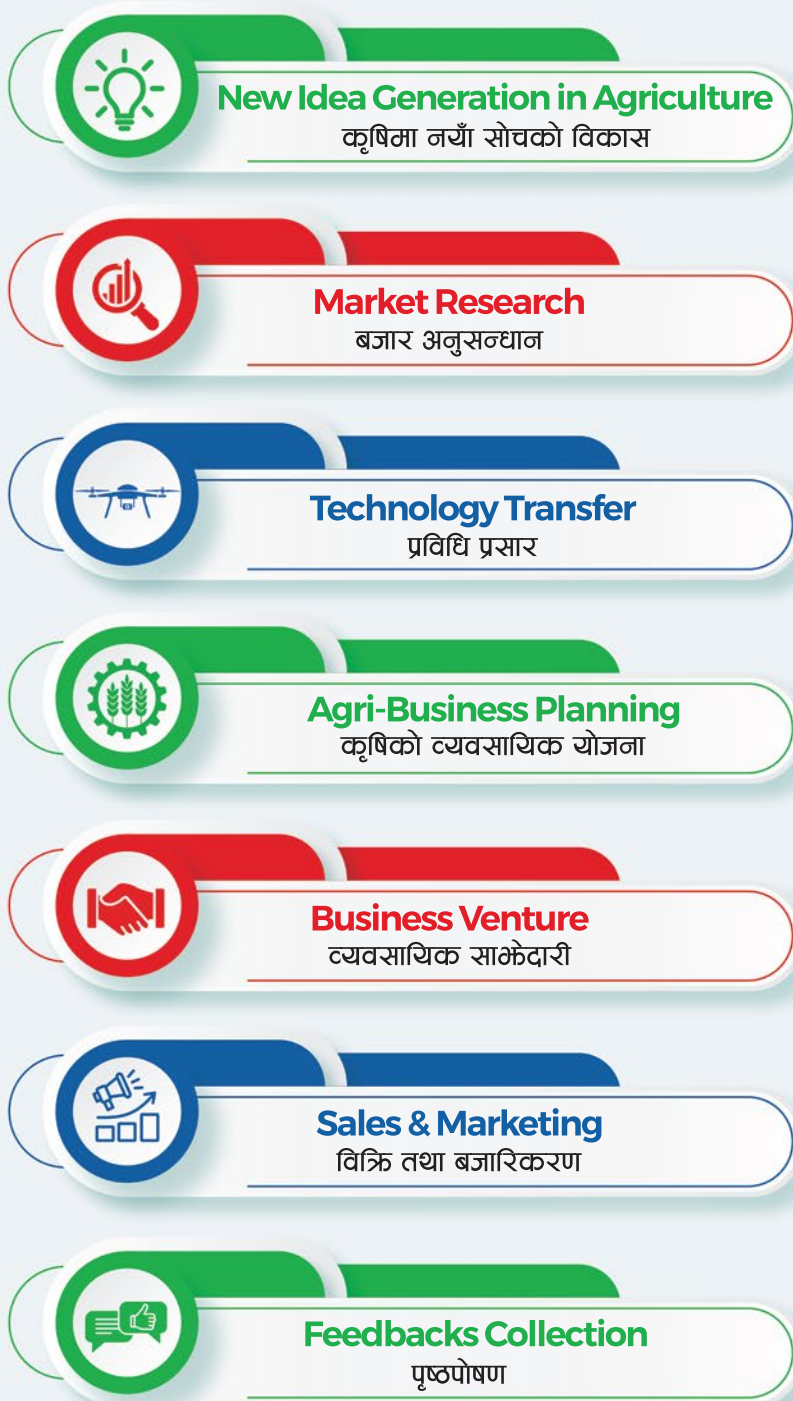 New Idea Generation in Agriculture
कृषिमा नयाँ सोचको विकास
Market Research
बजार अनुसन्धान
Technology Transfer
प्रविधि प्रसार
Agri-Business Planning
कृषिको व्यवसायिक योजना
Business Venture
व्यवसायिक साझेदारी
Sales & Marketing
विक्रि तथा बजारिकरण
Feedbacks Collection
पृष्ठपोषण